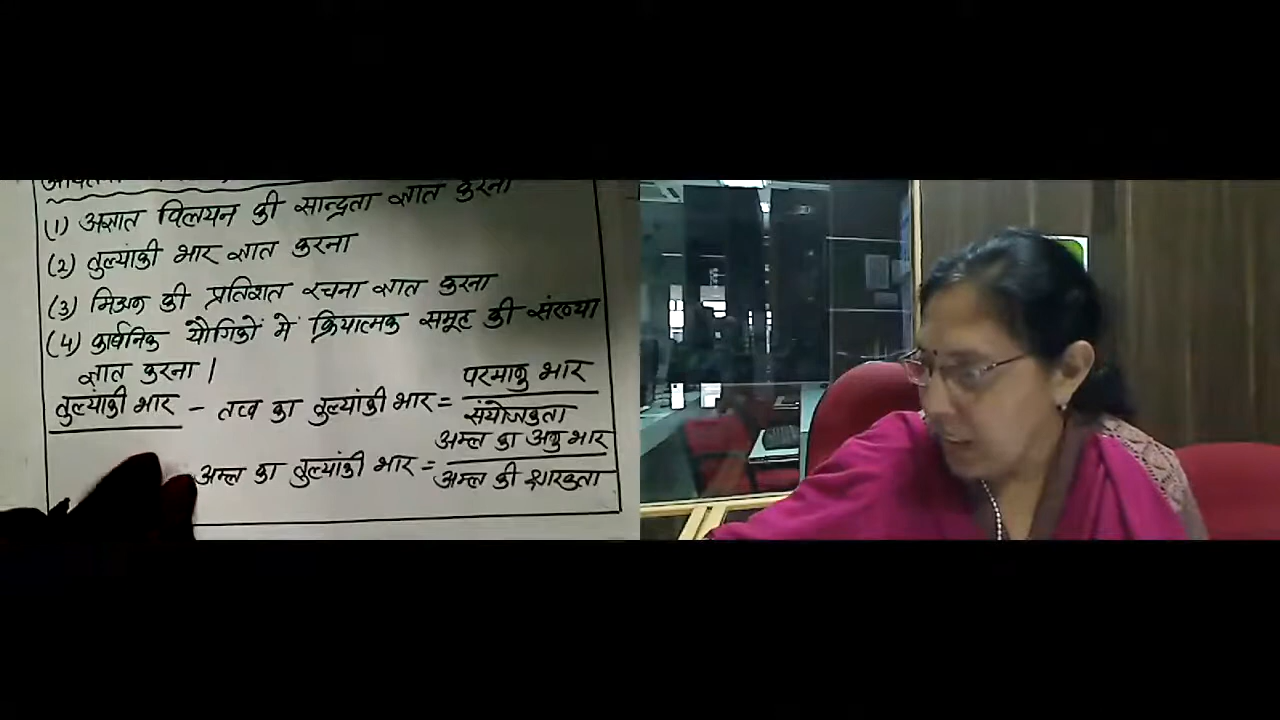 (1) अज्ञात विलयन की सान्द्रता ज्ञात करना
(2) तुल्यांकी भार ज्ञात करना
(3) मिश्रण की प्रतिशत रचना ज्ञात करना
(4) कार्बनिक यौगिकों में क्रियात्मक समूह की संख्या
ज्ञात करना ।
तुल्यांकी भार - तत्व का तुल्यांकी भार = परमाणु भार
संयोजकता
अम्ल का तुल्यांकी भार = अम्ल का अणु भार
अम्ल की क्षारकता